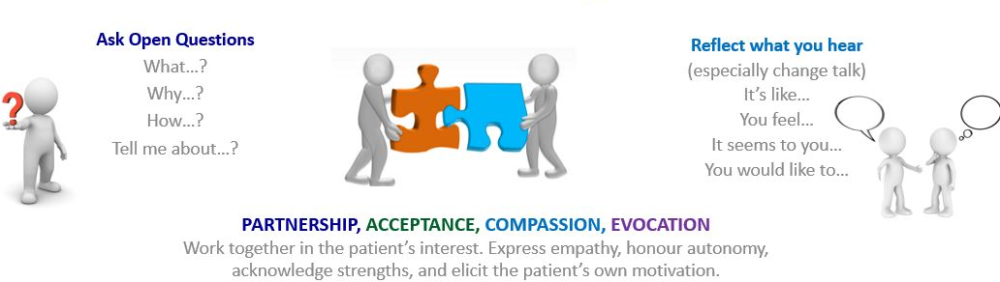 Ask Open Questions
What...?
Why...?
How...?
Tell me about...?
Reflect what you hear
(especially change talk)
It's like...
You feel...
It seems to you...
You would like to...
?
PARTNERSHIP, ACCEPTANCE, COMPASSION, EVOCATION
Work together in the patient's interest. Express empathy, honour autonomy,
acknowledge strengths, and elicit the patient's own motivation.